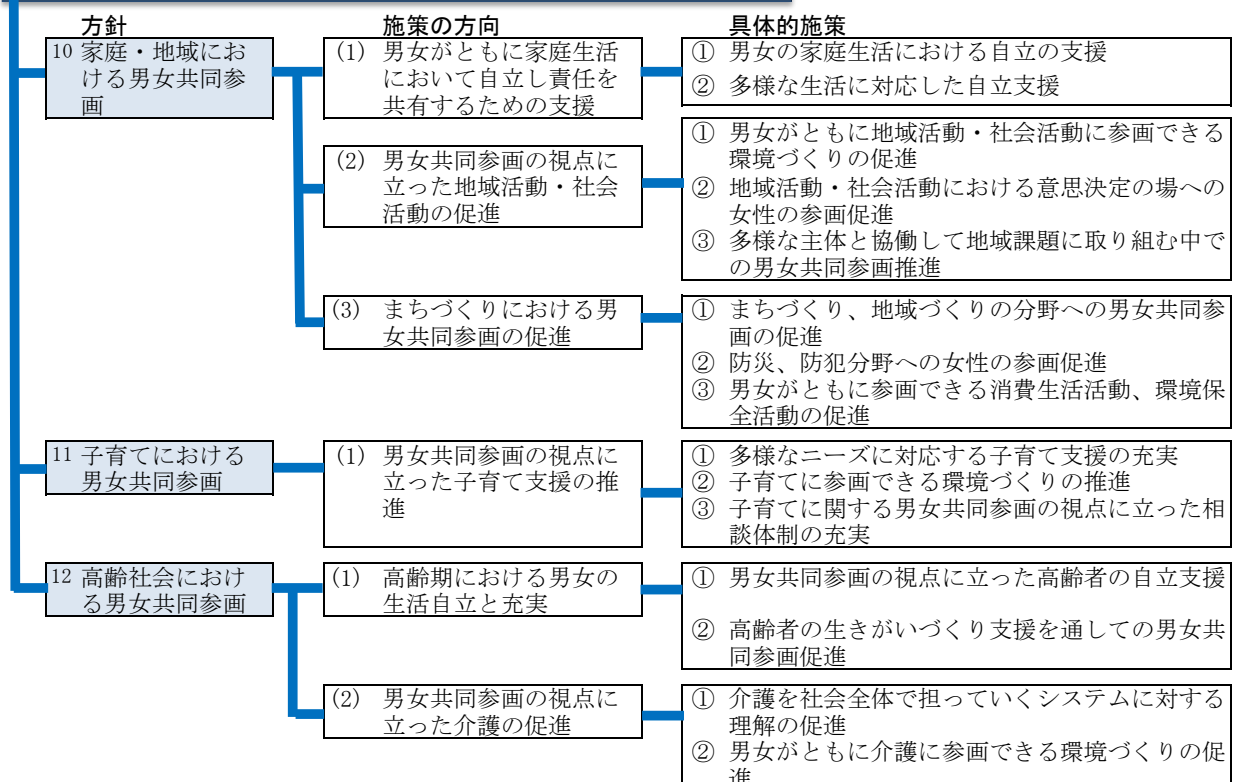 方針 施策の方向 具体的施策
10 家庭・地域にお
ける男女共同参
画
(1) 男女がともに家庭生活
において自立し責任を
共有するための支援
① 男女の家庭生活における自立の支援
② 多様な生活に対応した自立支援
(2) 男女共同参画の視点に
立った地域活動・社会
活動の促進
① 男女がともに地域活動・社会活動に参画できる
環境づくりの促進
② 地域活動・社会活動における意思決定の場への
女性の参画促進
③ 多様な主体と協働して地域課題に取り組む中で
の男女共同参画推進
(3) まちづくりにおける男
女共同参画の促進
① まちづくり、地域づくりの分野への男女共同参
画の促進
② 防災、防犯分野への女性の参画促進
③ 男女がともに参画できる消費生活活動、環境保
全活動の促進
11 子育てにおける
男女共同参画
(1) 男女共同参画の視点に
立った子育て支援の推
進
① 多様なニーズに対応する子育て支援の充実
② 子育てに参画できる環境づくりの推進
③ 子育てに関する男女共同参画の視点に立った相
談体制の充実
12 高齢社会におけ
る男女共同参画
(1) 高齢期における男女の
生活自立と充実
① 男女共同参画の視点に立った高齢者の自立支援
② 高齢者の生きがいづくり支援を通しての男女共
同参画促進
(2) 男女共同参画の視点に
立った介護の促進
① 介護を社会全体で担っていくシステムに対する
理解の促進
② 男女がともに介護に参画できる環境づくりの促
進